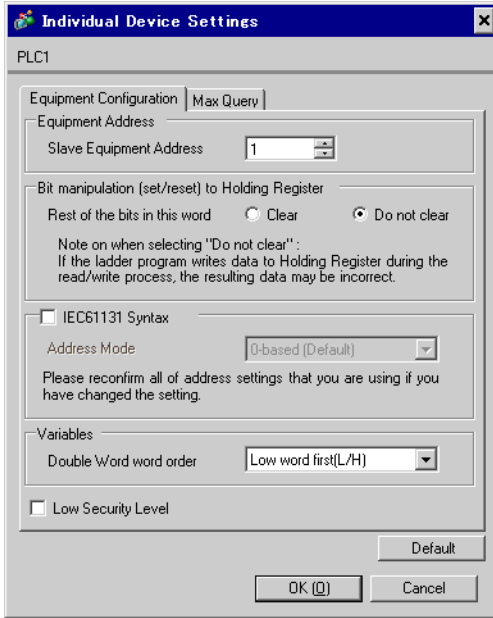 Individual Device Settings
PLC1
Equipment Configuration Max Query
Equipment Address
Slave Equipment Address 1
Bit manipulation (set/reset) to Holding Register
Rest of the bits in this word Clear Do not clear
Note on when selecting "Do not clear" :
If the ladder program writes data to Holding Register during the
read/write process, the resulting data may be incorrect.
IEC61131 Syntax
Address Mode 0-based (Default)
Please reconfirm all of address settings that you are using if you
have changed the setting.
Variables
Double Word word order Low word first(L/H)
Low Security Level
Default
OK (O) Cancel